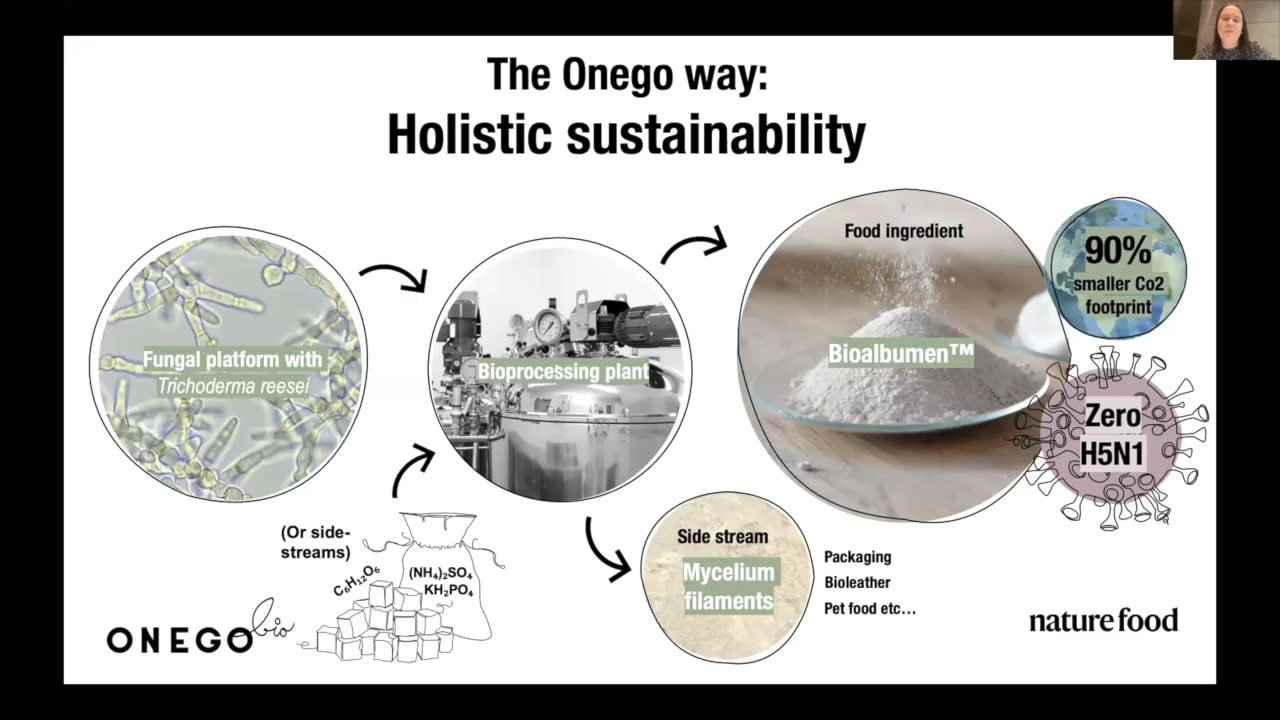 The Onego way:
Holistic sustainability
Fungal platform with
Trichoderma reesei
Bioprocessing plant
Food ingredient
Bioalbumen™
90%
smaller Co2
footprint
Zero
H5N1
(Or side-
streams)
C₆H₁₂O₆
(NH₄)₂SO₄
KH₂PO₄
Side stream
Mycelium
filaments
Packaging
Bioleather
Pet food etc...
ONEGO bio
nature food